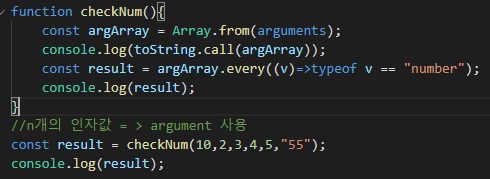 function checkNum(){
    const argArray = Array.from(arguments);
    console.log(toString.call(argArray));
    const result = argArray.every((v)=>typeof v == "number");
    console.log(result);
}
//n개의 인자값 = > argument 사용
const result = checkNum(10,2,3,4,5,"55");
console.log(result);